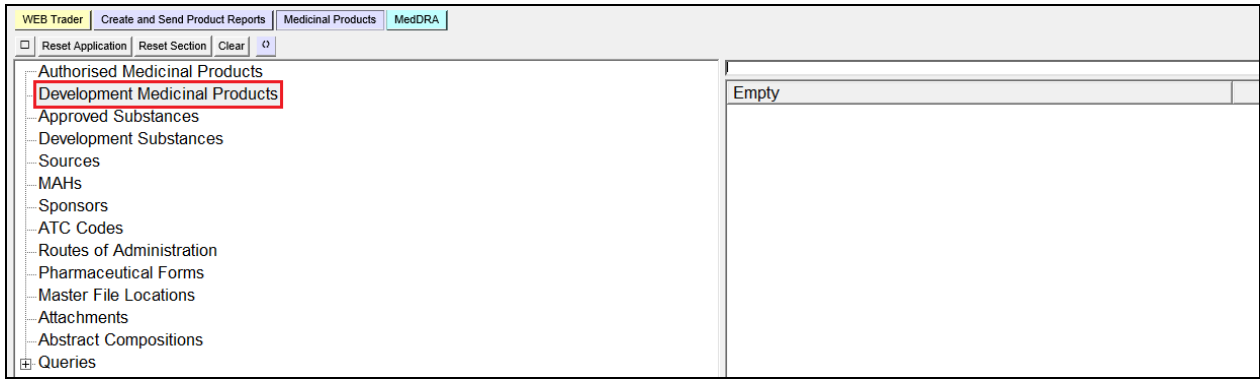 WEB Trader Create and Send Product Reports Medicinal Products MedDRA
Reset Application Reset Section Clear
Authorised Medicinal Products
Development Medicinal Products
Approved Substances
Development Substances
Sources
MAHs
Sponsors
ATC Codes
Routes of Administration
Pharmaceutical Forms
Master File Locations
Attachments
Abstract Compositions
Queries
Empty